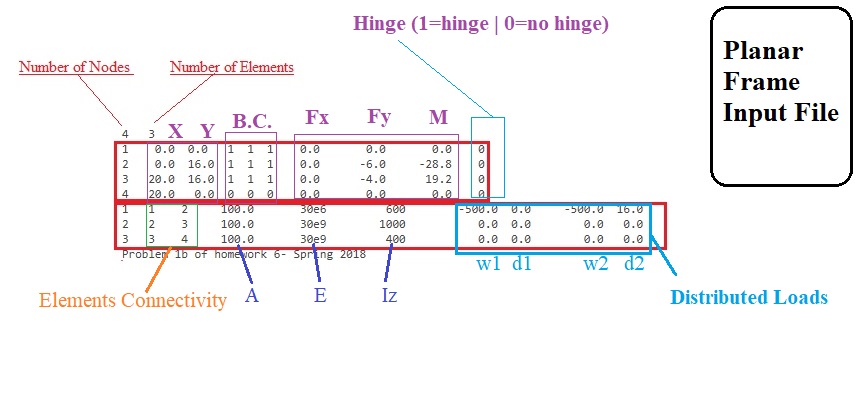 Hinge (1=hinge | 0=no hinge)
Planar
Frame
Input File
Number of Nodes
Number of Elements
X Y B.C. Fx Fy M
4 3
1 0.0 0.0 1 1 1 0.0 0.0 0.0 0
2 0.0 16.0 1 1 1 0.0 -6.0 -28.8 0
3 20.0 16.0 1 1 1 0.0 -4.0 19.2 0
4 20.0 0.0 0 0 0 0.0 0.0 0.0 0
1 1 2 100.0 30e6 600 -500.0 0.0 -500.0 16.0
2 2 3 100.0 30e9 1000 0.0 0.0 0.0 0.0
3 3 4 100.0 30e9 400 0.0 0.0 0.0 0.0
Problem 1b of homework 6- Spring 2018
w1 d1 w2 d2
Elements Connectivity A E Iz
Distributed Loads